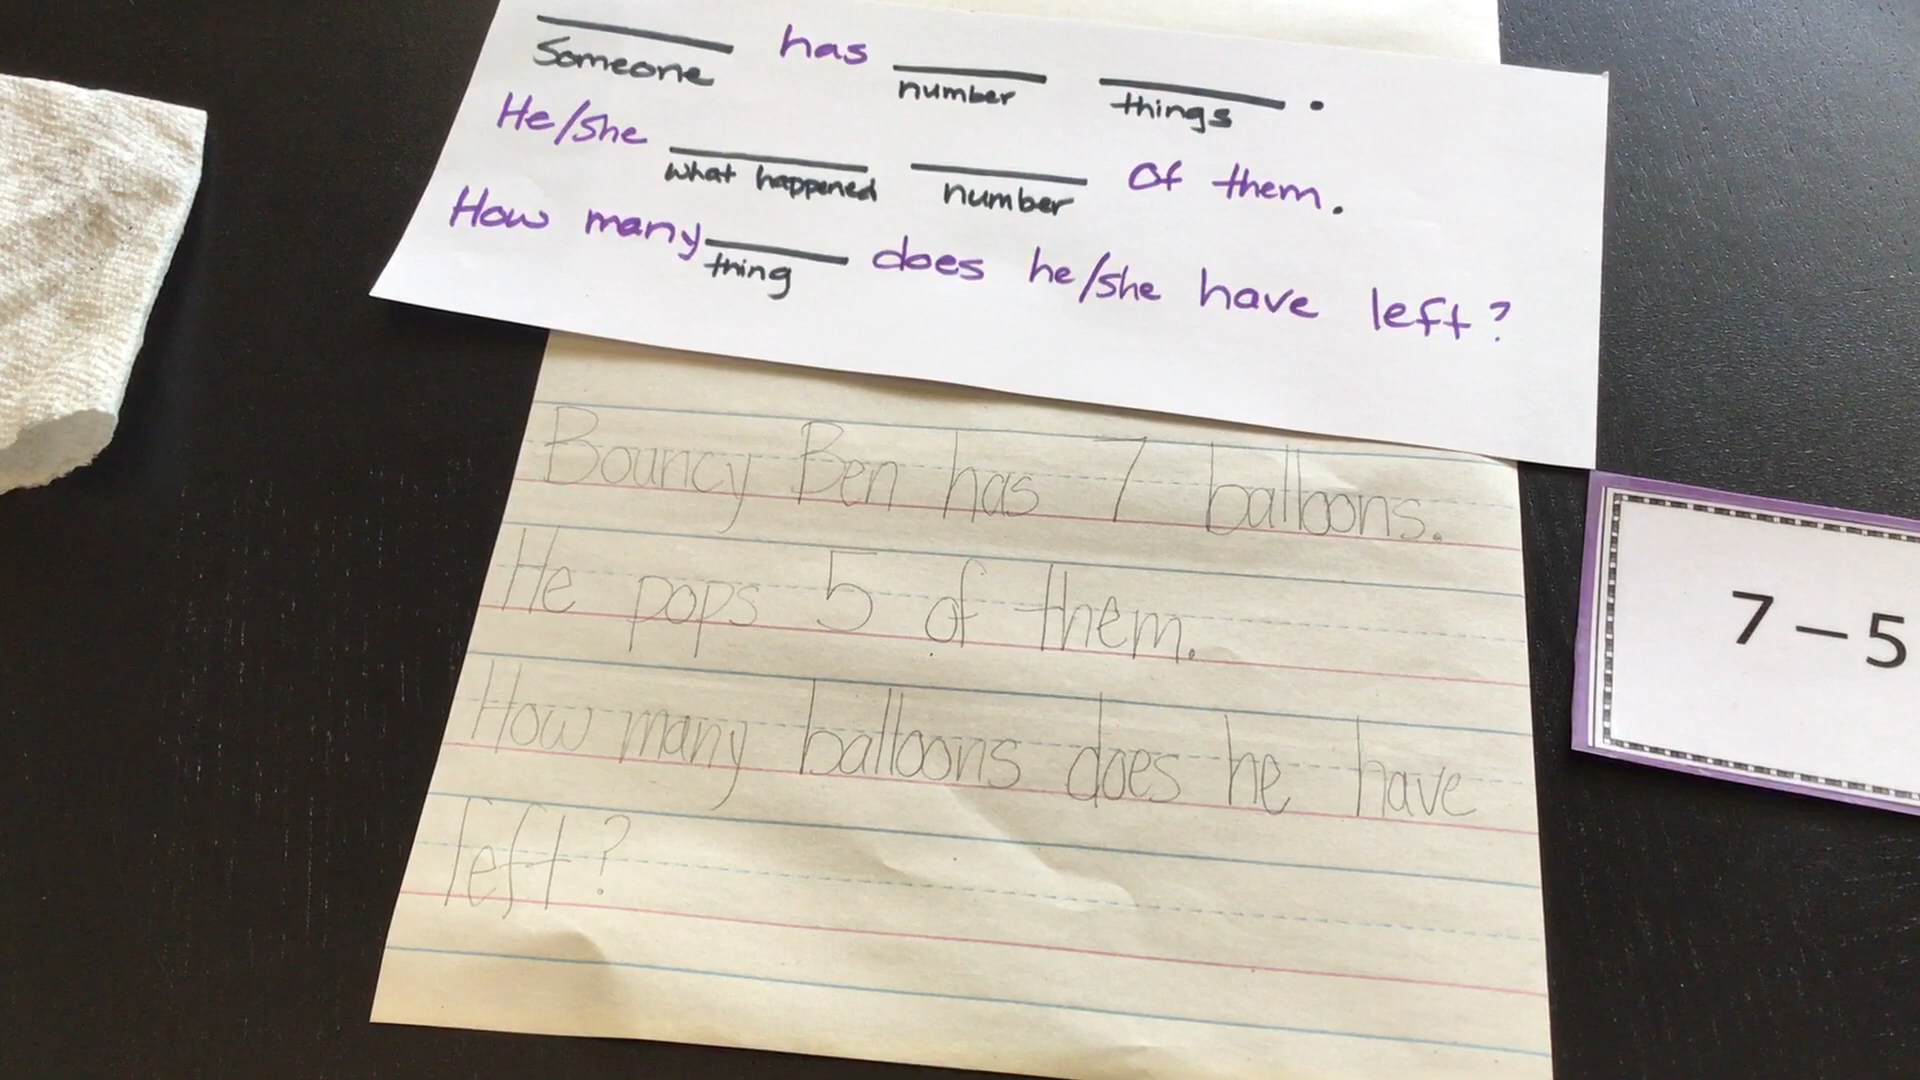 has
Someone number things .
He/she of them.
what happened number
How many does he/she have left?
thing
Bouncy Ben has 7 balloons.
He pops 5 of them.
How many balloons does he have
left?
7-5